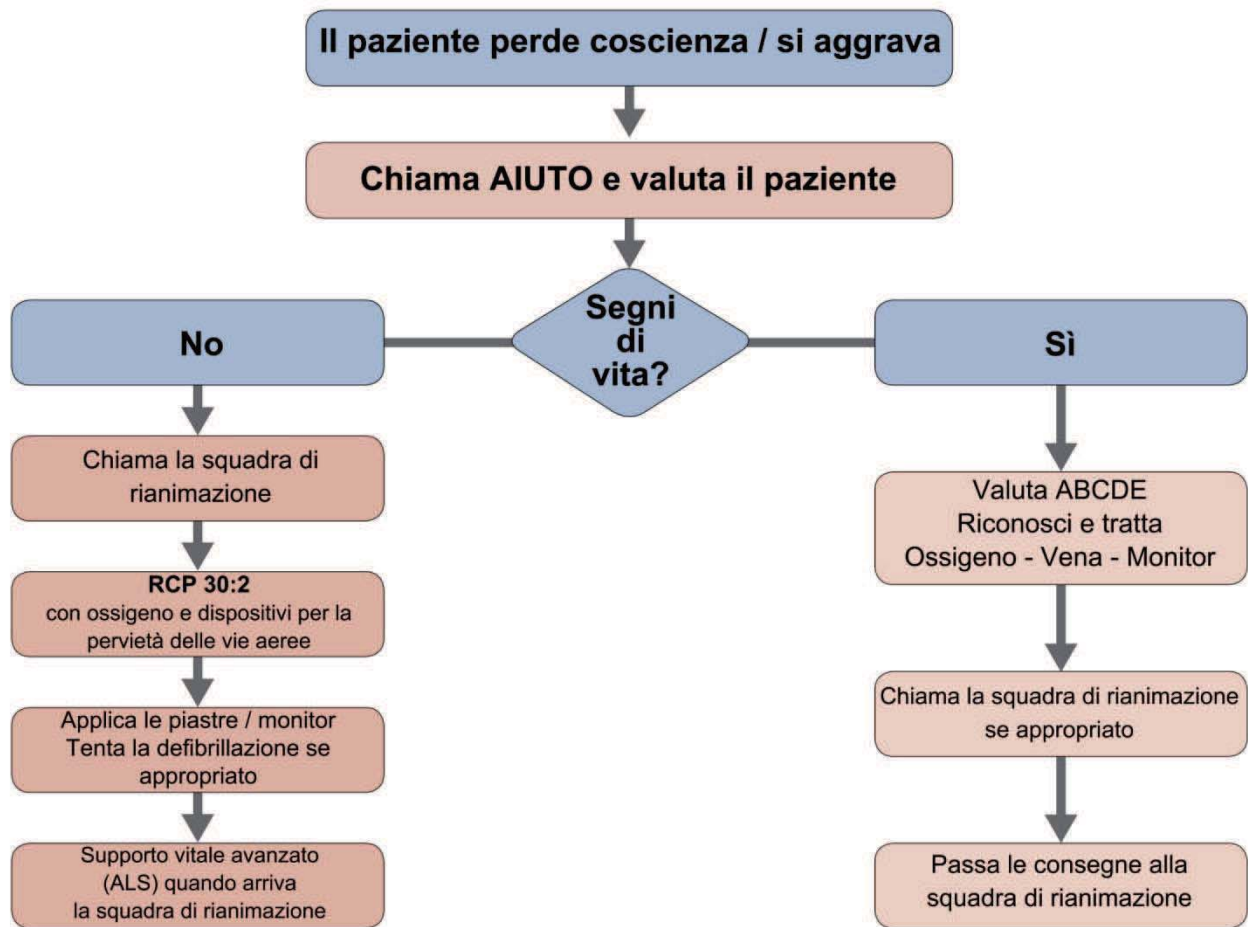 Il paziente perde coscienza / si aggrava
Chiama AIUTO e valuta il paziente
Segni
di
vita?
No
Sì
Chiama la squadra di
rianimazione
RCP 30:2
con ossigeno e dispositivi per la
pervietà delle vie aeree
Applica le piastre / monitor
Tenta la defibrillazione se
appropriato
Supporto vitale avanzato
(ALS) quando arriva
la squadra di rianimazione
Valuta ABCDE
Riconosci e tratta
Ossigeno - Vena - Monitor
Chiama la squadra di rianimazione
se appropriato
Passa le consegne alla
squadra di rianimazione